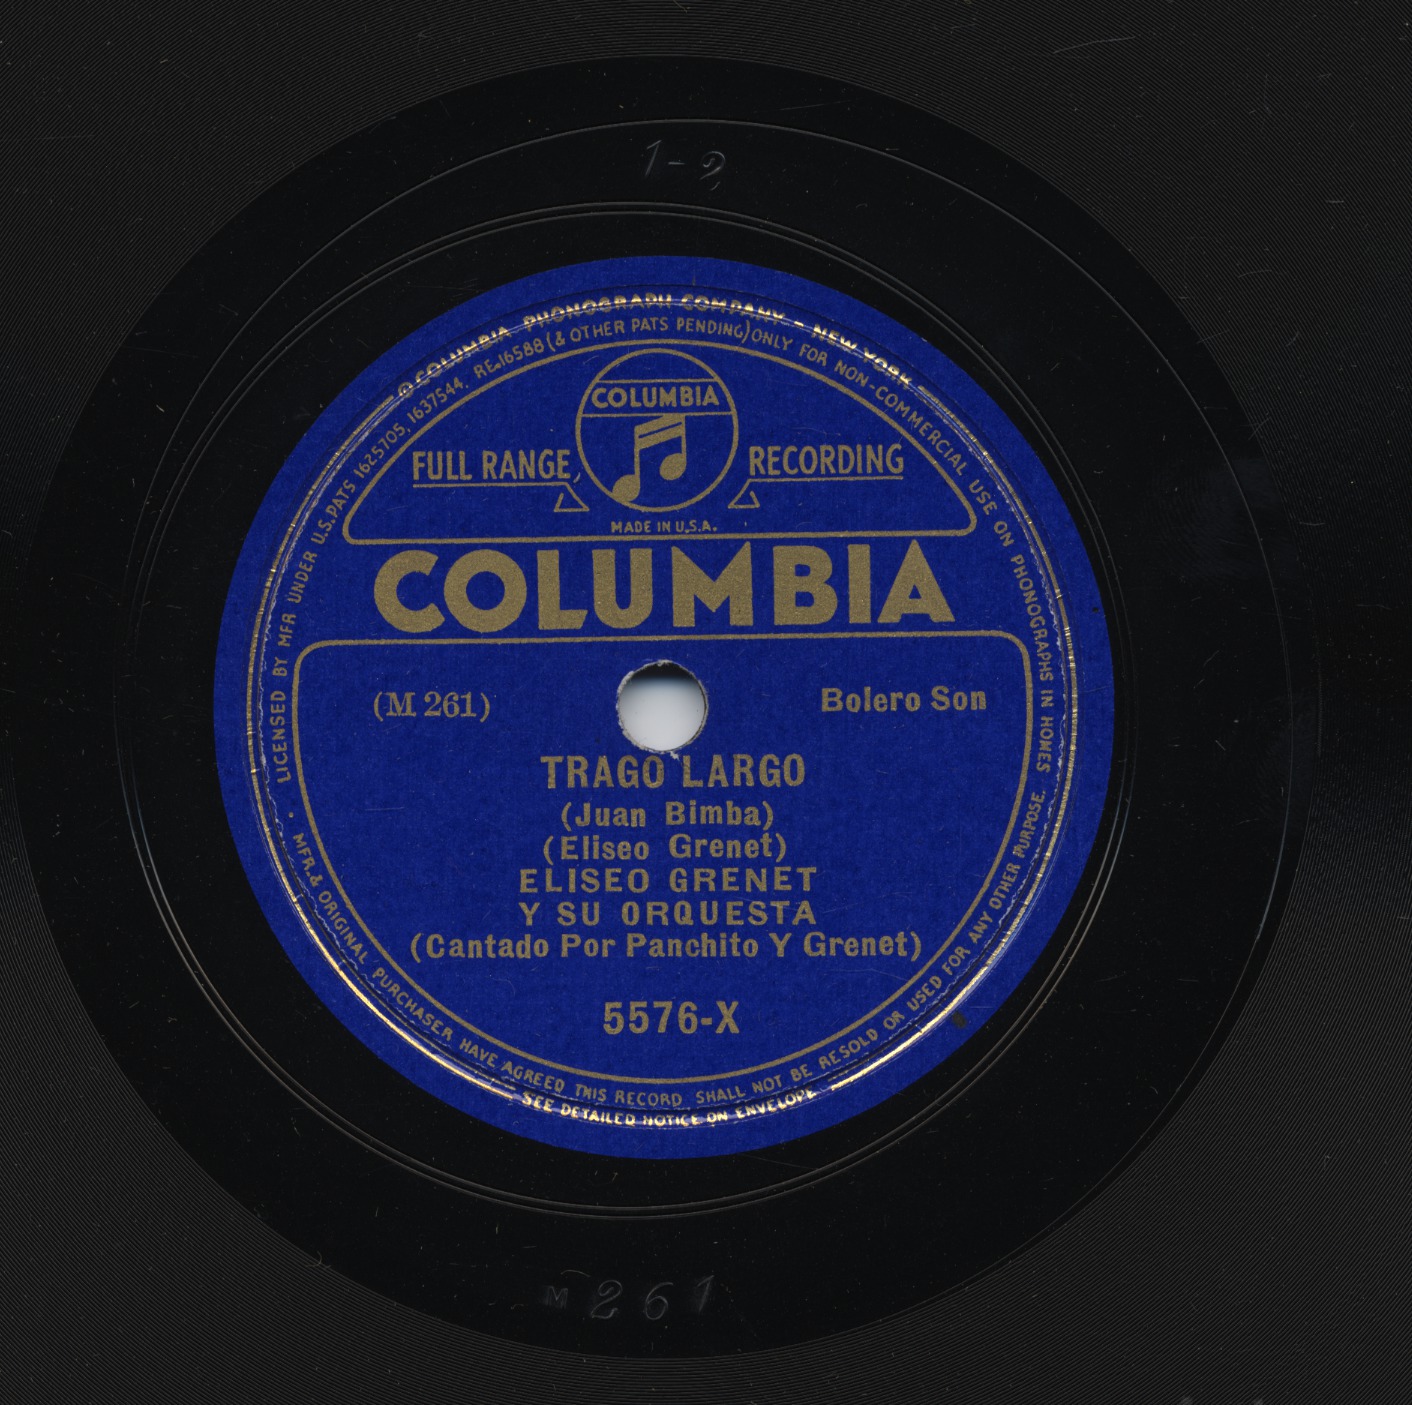 1-2
© COLUMBIA PHONOGRAPH COMPANY • NEW YORK
LICENSED BY MFR UNDER U.S. PATS 1625705, 1637544, RE.16588 (& OTHER PATS PENDING) ONLY FOR NON-COMMERCIAL USE ON PHONOGRAPHS IN HOMES
MFR. & ORIGINAL PURCHASER HAVE AGREED THIS RECORD SHALL NOT BE RESOLD OR USED FOR ANY OTHER PURPOSE.
SEE DETAILED NOTICE ON ENVELOPE
COLUMBIA
FULL RANGE RECORDING
MADE IN U.S.A.
COLUMBIA
(M 261) Bolero Son
TRAGO LARGO
(Juan Bimba)
(Eliseo Grenet)
ELISEO GRENET
Y SU ORQUESTA
(Cantado Por Panchito Y Grenet)
5576-X
M 261